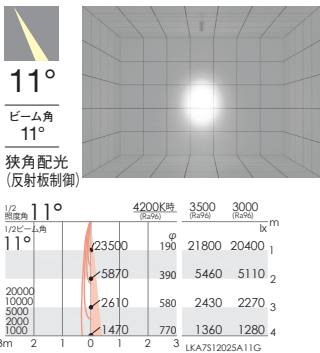 11°
ビーム角
11°
狭角配光
(反射板制御)
1/2
照度角 11°
4200K時 3500 3000
(Ra96) (Ra96) (Ra96)
1/2ビーム角
11°
φ
lx m
23500 190 21800 20400 1
5870 390 5460 5110 2
20000
10000
5000
2000
1000
2610 580 2430 2270 3
1470 770 1360 1280 4
3m 2 1 0 1 2 3
LKA7S12025A11G